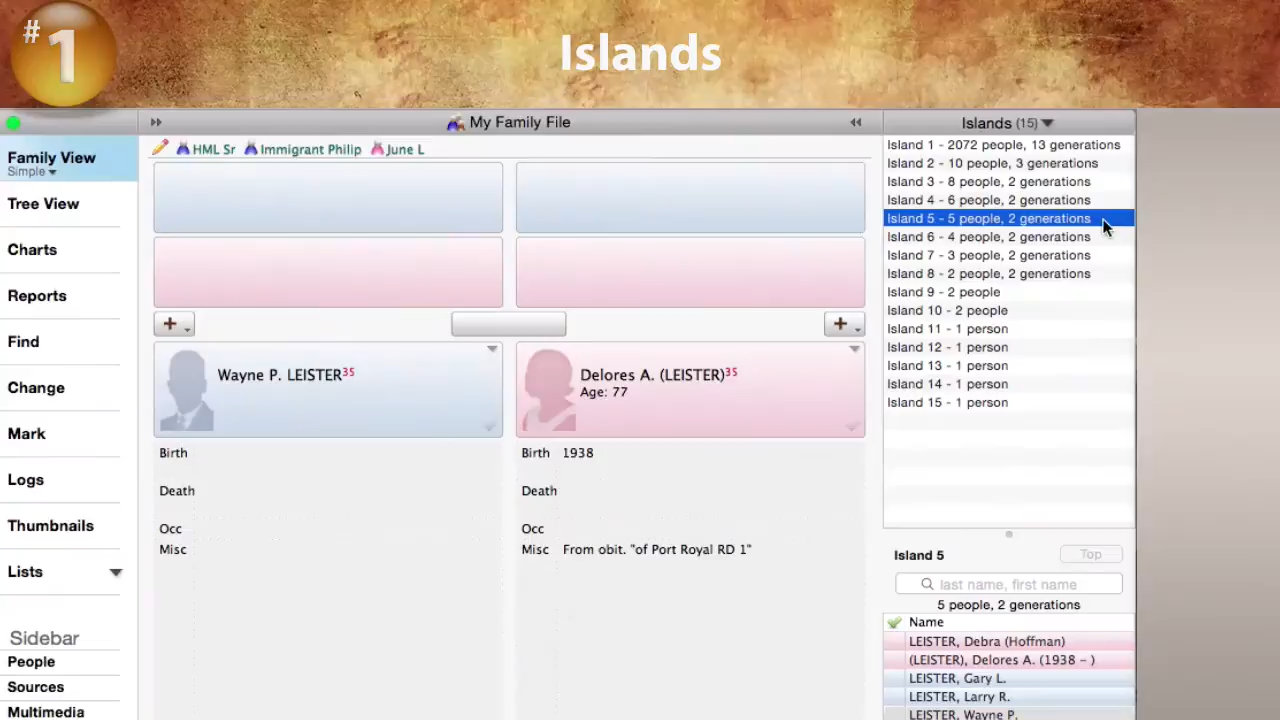 #1
Islands
My Family File
Islands (15)
Family View
Simple
Tree View
Charts
Reports
Find
Change
Mark
Logs
Thumbnails
Lists
Sidebar
People
Sources
Multimedia
HML Sr Immigrant Philip June L
Wayne P. LEISTER35
Birth
Death
Occ
Misc
Delores A. (LEISTER)35
Age: 77
Birth 1938
Death
Occ
Misc From obit. "of Port Royal RD 1"
Island 1 - 2072 people, 13 generations
Island 2 - 10 people, 3 generations
Island 3 - 8 people, 2 generations
Island 4 - 6 people, 2 generations
Island 5 - 5 people, 2 generations
Island 6 - 4 people, 2 generations
Island 7 - 3 people, 2 generations
Island 8 - 2 people, 2 generations
Island 9 - 2 people
Island 10 - 2 people
Island 11 - 1 person
Island 12 - 1 person
Island 13 - 1 person
Island 14 - 1 person
Island 15 - 1 person
Island 5
Top
last name, first name
5 people, 2 generations
Name
LEISTER, Debra (Hoffman)
(LEISTER), Delores A. (1938 – )
LEISTER, Gary L.
LEISTER, Larry R.
LEISTER, Wayne P.